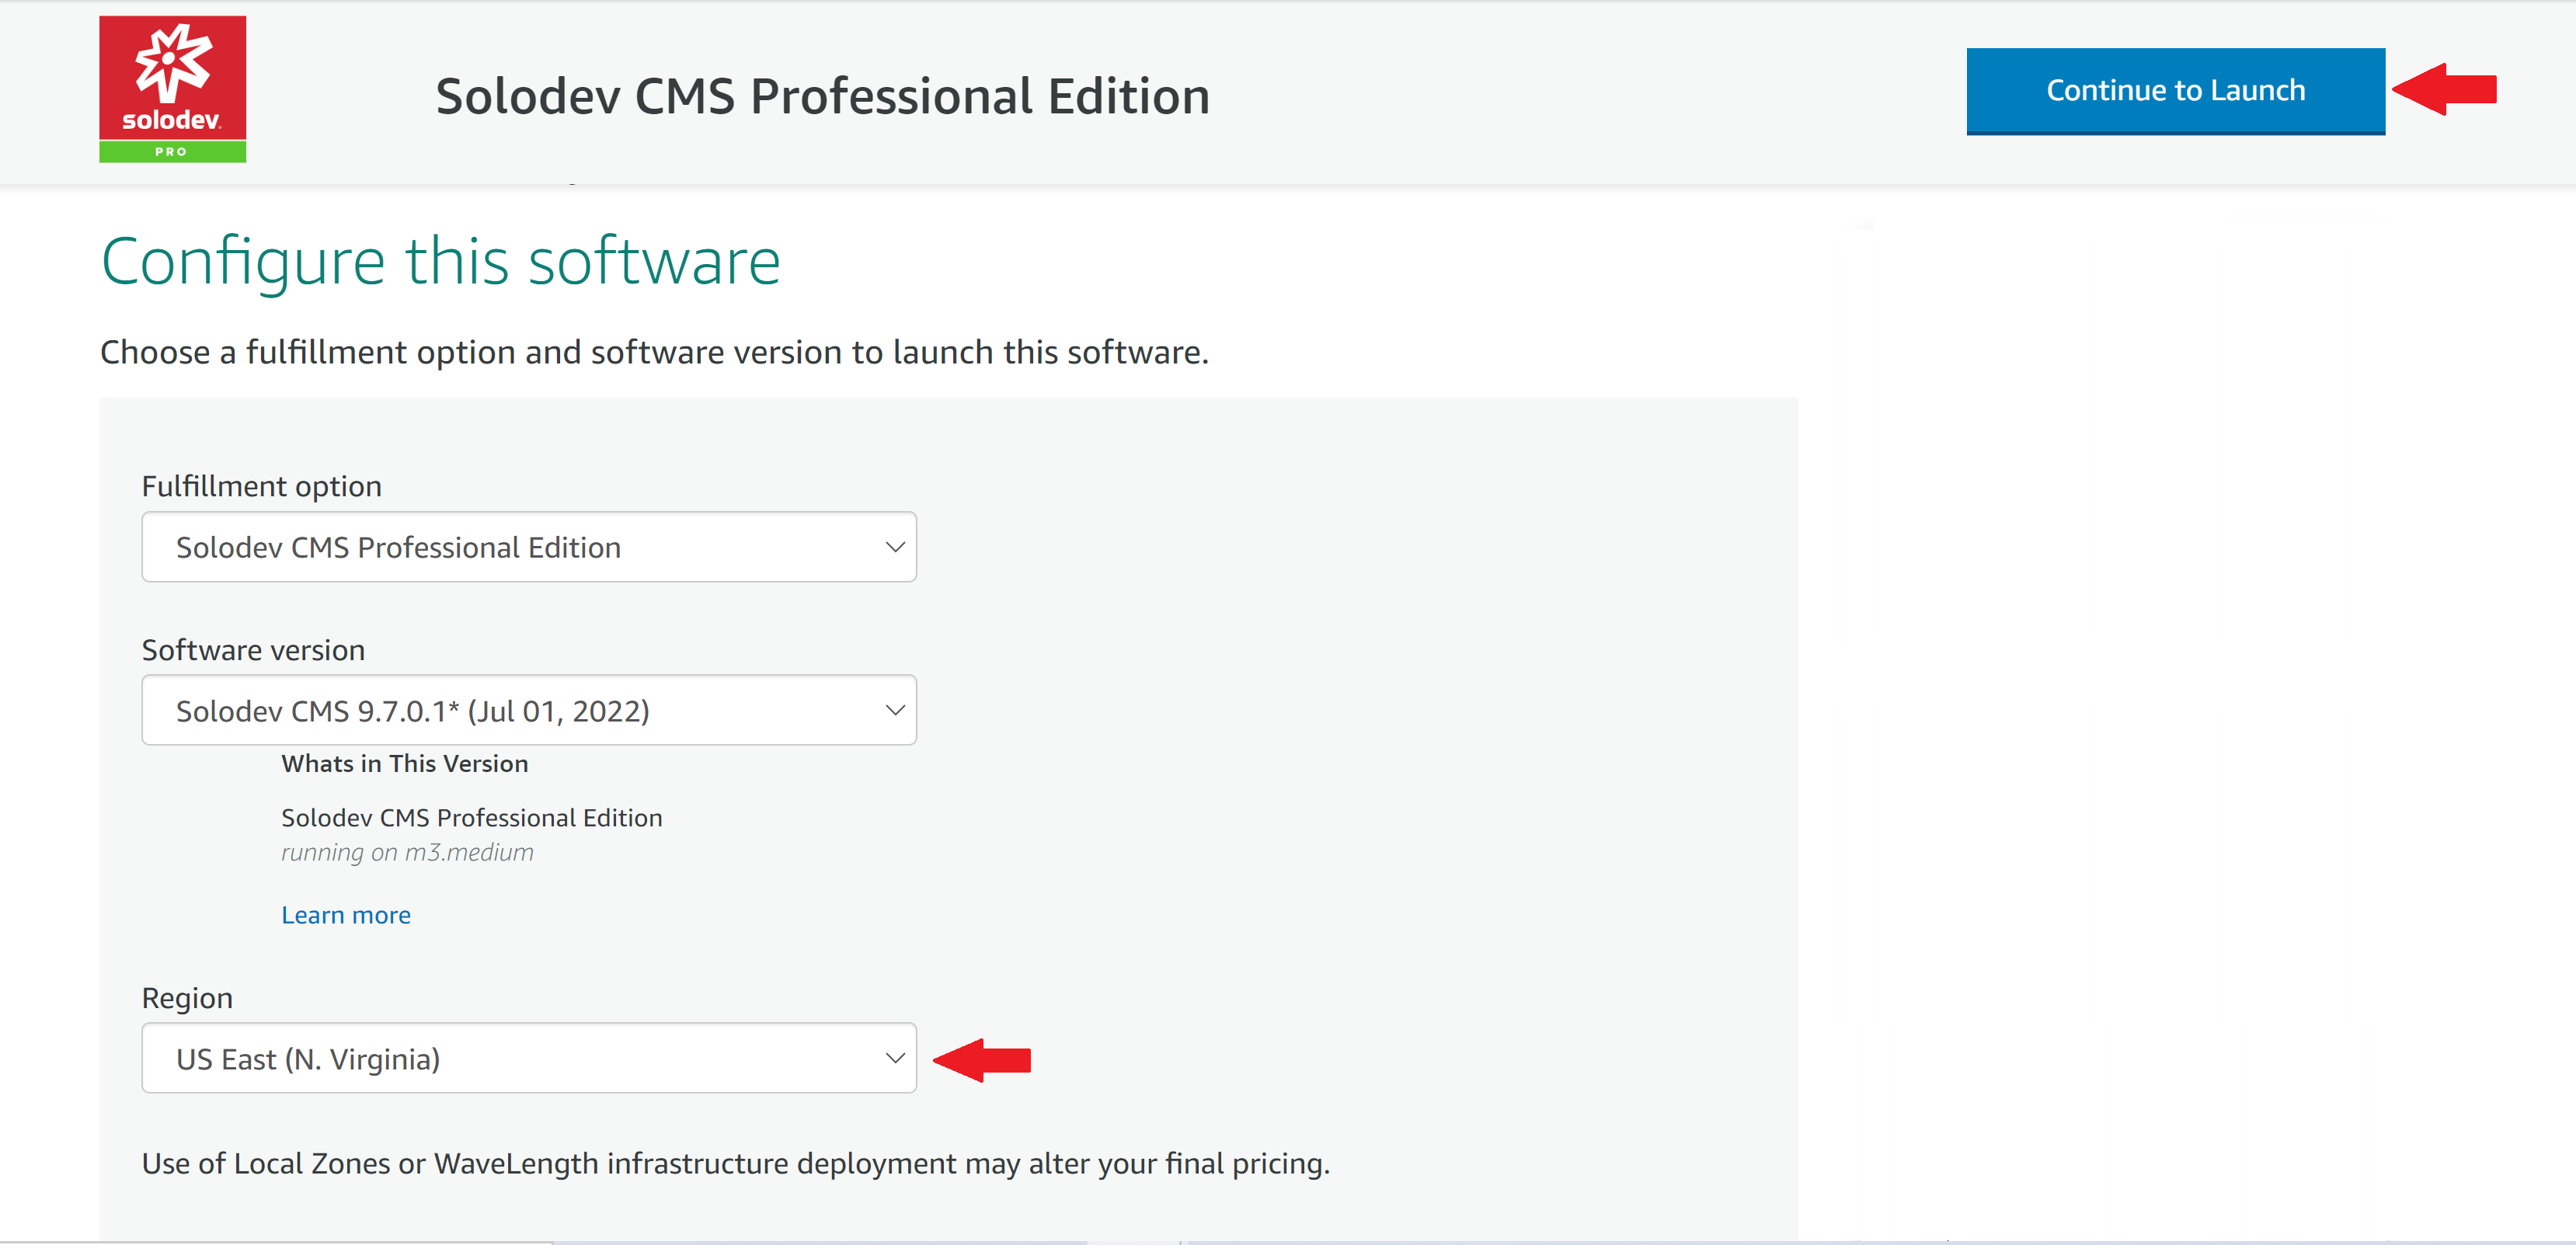 solodev
PRO
Solodev CMS Professional Edition
Continue to Launch
Configure this software
Choose a fulfillment option and software version to launch this software.
Fulfillment option
Solodev CMS Professional Edition
Software version
Solodev CMS 9.7.0.1* (Jul 01, 2022)
Whats in This Version
Solodev CMS Professional Edition
running on m3.medium
Learn more
Region
US East (N. Virginia)
Use of Local Zones or WaveLength infrastructure deployment may alter your final pricing.